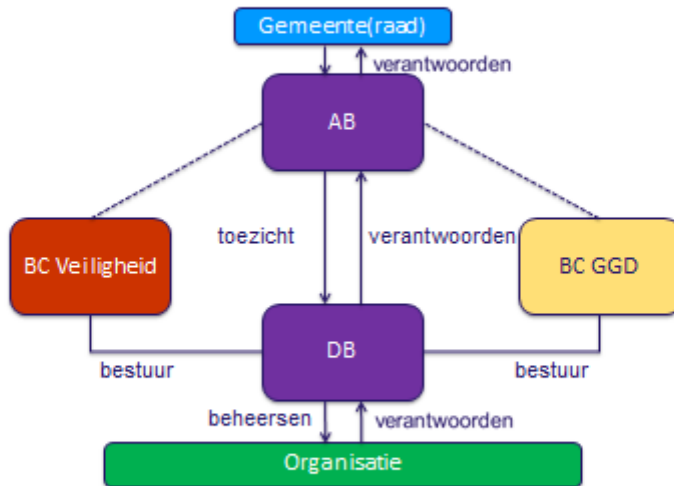 Gemeente(raad)
verantwoorden
AB
toezicht
verantwoorden
BC Veiligheid
BC GGD
DB
bestuur
bestuur
beheersen
verantwoorden
Organisatie